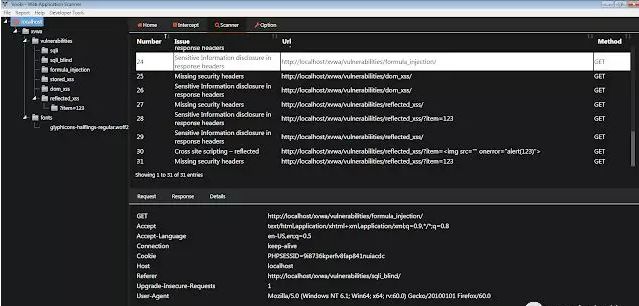 Vooki - Web Application Scanner
File Report Help Developer Tools
localhost
xvwa
vulnerabilities
sqli
sqli_blind
formula_injection
stored_xss
dom_xss
reflected_xss
?item=123
fonts
glyphicons-halflings-regular.woff2
Home Intercept Scanner Option
Number Issue Url Method
response headers
24 Sensitive Information disclosure in response headers http://localhost/xvwa/vulnerabilities/formula_injection/ GET
25 Missing security headers http://localhost/xvwa/vulnerabilities/dom_xss/ GET
26 Sensitive Information disclosure in response headers http://localhost/xvwa/vulnerabilities/dom_xss/ GET
27 Missing security headers http://localhost/xvwa/vulnerabilities/reflected_xss/ GET
28 Sensitive Information disclosure in response headers http://localhost/xvwa/vulnerabilities/reflected_xss/?item=123 GET
29 Sensitive Information disclosure in response headers http://localhost/xvwa/vulnerabilities/reflected_xss/ GET
30 Cross site scripting – reflected http://localhost/xvwa/vulnerabilities/reflected_xss/?item=<img src="" onerror="alert(123)"> GET
31 Missing security headers http://localhost/xvwa/vulnerabilities/reflected_xss/?item=123 GET
Showing 1 to 31 of 31 entries
Request Response Details
GET http://localhost/xvwa/vulnerabilities/formula_injection/
Accept text/html,application/xhtml+xml,application/xml;q=0.9,*/*;q=0.8
Accept-Language en-US,en;q=0.5
Connection keep-alive
Cookie PHPSESSID=9i8736kperlv6fap841nuiacdc
Host localhost
Referer http://localhost/xvwa/vulnerabilities/sqli_blind/
Upgrade-Insecure-Requests 1
User-Agent Mozilla/5.0 (Windows NT 6.1; Win64; x64; rv:60.0) Gecko/20100101 Firefox/60.0